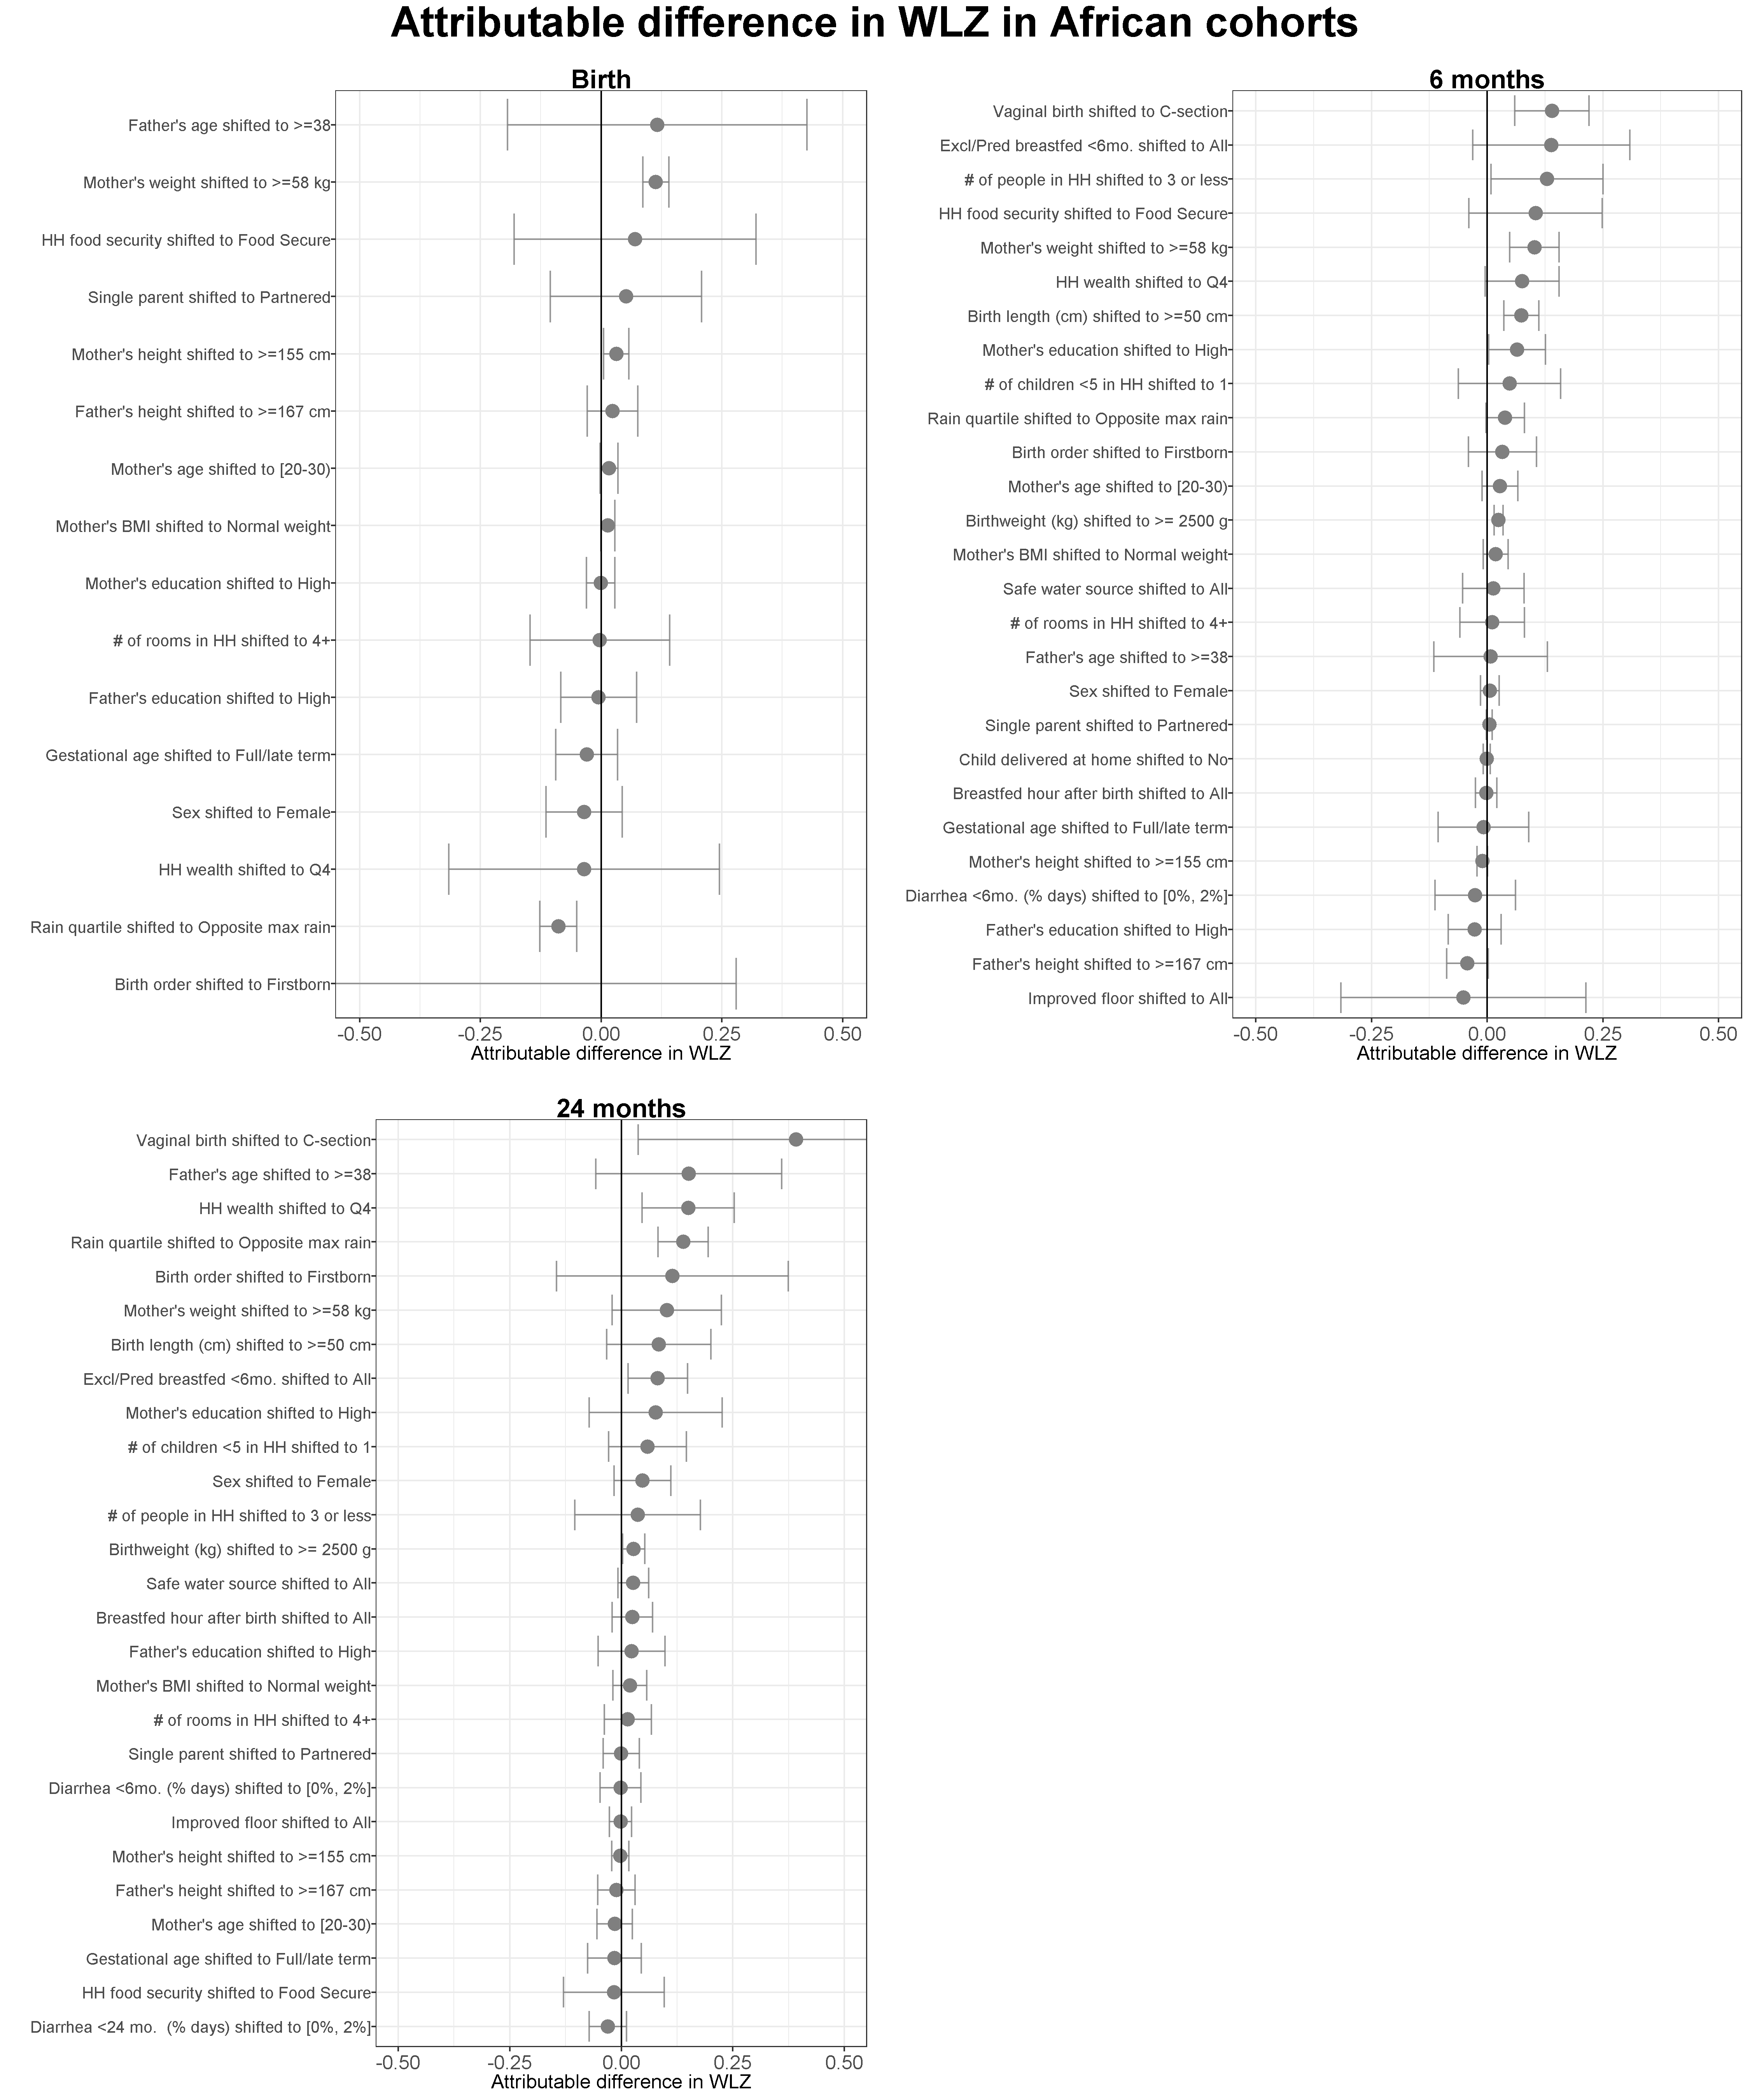 Attributable difference in WLZ in African cohorts
Birth
Father's age shifted to >=38
Mother's weight shifted to >=58 kg
HH food security shifted to Food Secure
Single parent shifted to Partnered
Mother's height shifted to >=155 cm
Father's height shifted to >=167 cm
Mother's age shifted to [20-30)
Mother's BMI shifted to Normal weight
Mother's education shifted to High
# of rooms in HH shifted to 4+
Father's education shifted to High
Gestational age shifted to Full/late term
Sex shifted to Female
HH wealth shifted to Q4
Rain quartile shifted to Opposite max rain
Birth order shifted to Firstborn
-0.50 -0.25 0.00 0.25 0.50
Attributable difference in WLZ
6 months
Vaginal birth shifted to C-section
Excl/Pred breastfed <6mo. shifted to All
# of people in HH shifted to 3 or less
HH food security shifted to Food Secure
Mother's weight shifted to >=58 kg
HH wealth shifted to Q4
Birth length (cm) shifted to >=50 cm
Mother's education shifted to High
# of children <5 in HH shifted to 1
Rain quartile shifted to Opposite max rain
Birth order shifted to Firstborn
Mother's age shifted to [20-30)
Birthweight (kg) shifted to >= 2500 g
Mother's BMI shifted to Normal weight
Safe water source shifted to All
# of rooms in HH shifted to 4+
Father's age shifted to >=38
Sex shifted to Female
Single parent shifted to Partnered
Child delivered at home shifted to No
Breastfed hour after birth shifted to All
Gestational age shifted to Full/late term
Mother's height shifted to >=155 cm
Diarrhea <6mo. (% days) shifted to [0%, 2%]
Father's education shifted to High
Father's height shifted to >=167 cm
Improved floor shifted to All
-0.50 -0.25 0.00 0.25 0.50
Attributable difference in WLZ
24 months
Vaginal birth shifted to C-section
Father's age shifted to >=38
HH wealth shifted to Q4
Rain quartile shifted to Opposite max rain
Birth order shifted to Firstborn
Mother's weight shifted to >=58 kg
Birth length (cm) shifted to >=50 cm
Excl/Pred breastfed <6mo. shifted to All
Mother's education shifted to High
# of children <5 in HH shifted to 1
Sex shifted to Female
# of people in HH shifted to 3 or less
Birthweight (kg) shifted to >= 2500 g
Safe water source shifted to All
Breastfed hour after birth shifted to All
Father's education shifted to High
Mother's BMI shifted to Normal weight
# of rooms in HH shifted to 4+
Single parent shifted to Partnered
Diarrhea <6mo. (% days) shifted to [0%, 2%]
Improved floor shifted to All
Mother's height shifted to >=155 cm
Father's height shifted to >=167 cm
Mother's age shifted to [20-30)
Gestational age shifted to Full/late term
HH food security shifted to Food Secure
Diarrhea <24 mo.  (% days) shifted to [0%, 2%]
-0.50 -0.25 0.00 0.25 0.50
Attributable difference in WLZ